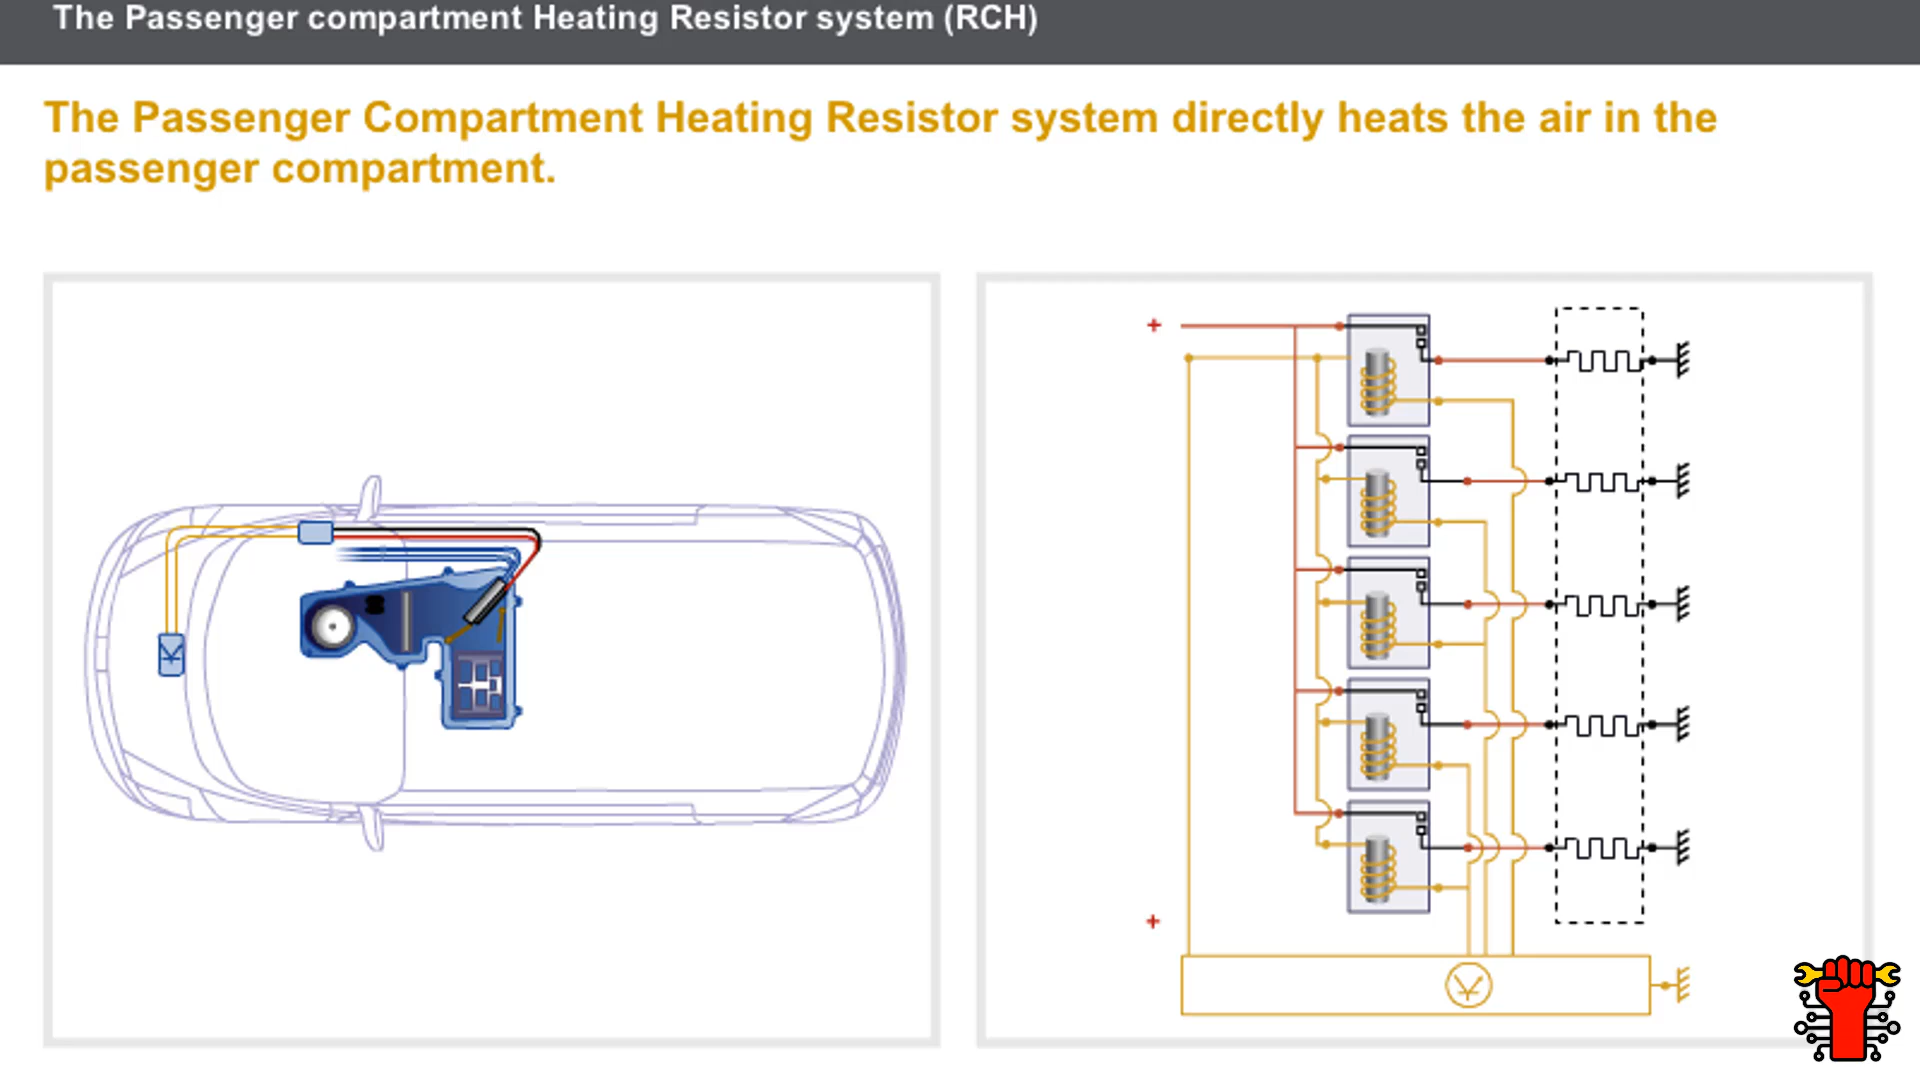 The Passenger compartment Heating Resistor system (RCH)
The Passenger Compartment Heating Resistor system directly heats the air in the
passenger compartment.
+
+